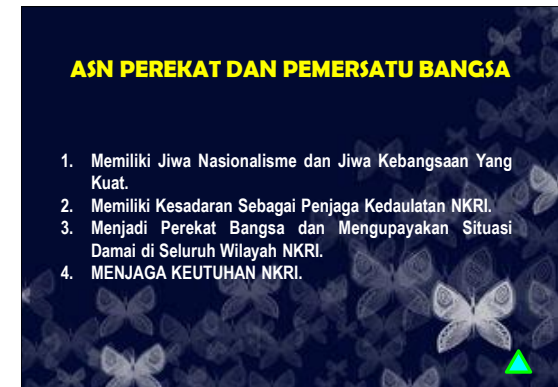 ASN PEREKAT DAN PEMERSATU BANGSA
1. Memiliki Jiwa Nasionalisme dan Jiwa Kebangsaan Yang
Kuat.
2. Memiliki Kesadaran Sebagai Penjaga Kedaulatan NKRI.
3. Menjadi Perekat Bangsa dan Mengupayakan Situasi
Damai di Seluruh Wilayah NKRI.
4. MENJAGA KEUTUHAN NKRI.